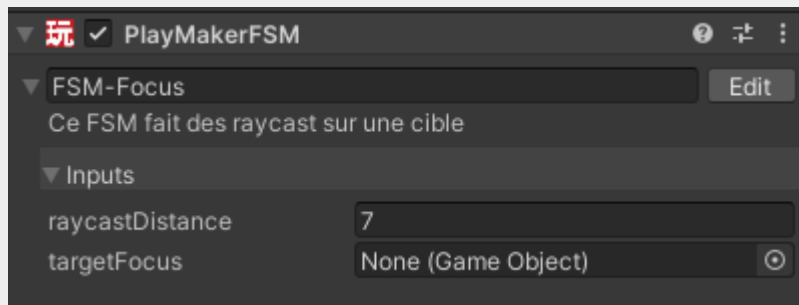 玩 PlayMakerFSM
FSM-Focus Edit
Ce FSM fait des raycast sur une cible
Inputs
raycastDistance 7
targetFocus None (Game Object)